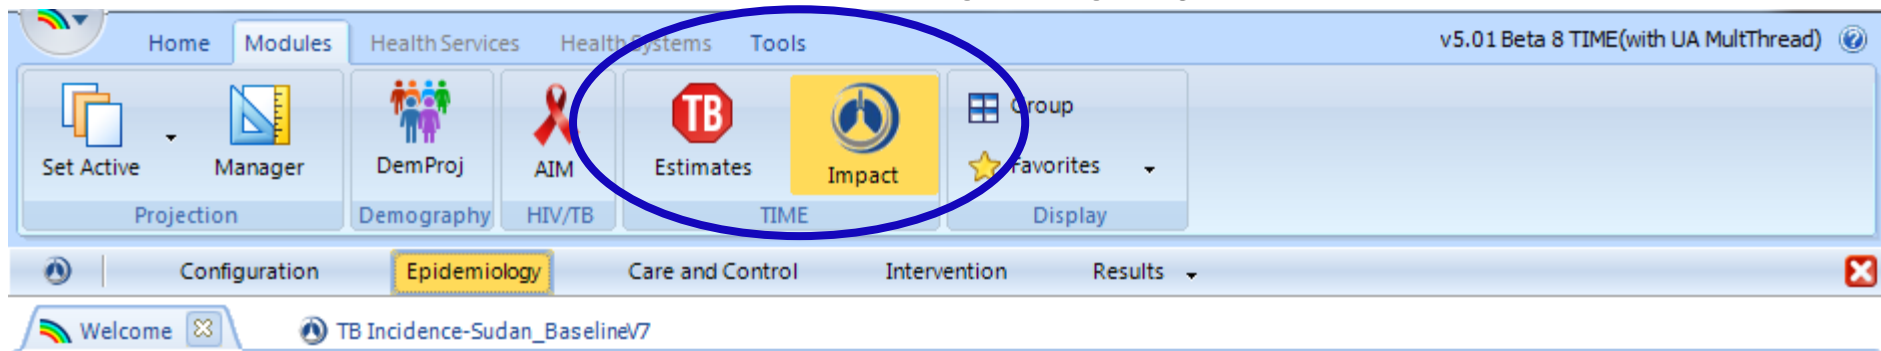 Home Modules Health Services Health Systems Tools v5.01 Beta 8 TIME(with UA MultThread)
TB
Set Active Manager DemProj AIM Estimates Impact Group
Favorites
Projection Demography HIV/TB TIME Display
Configuration Epidemiology Care and Control Intervention Results
Welcome TB Incidence-Sudan_BaselineV7